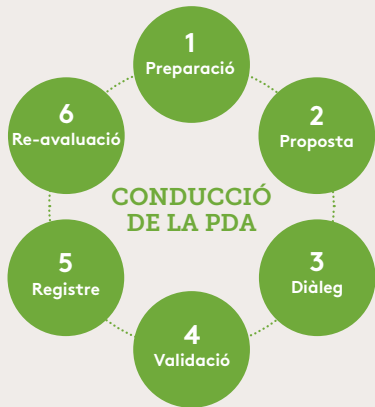 1
Preparació
2
Proposta
3
Diàleg
4
Validació
5
Registre
6
Re-avaluació
CONDUCCIÓ
DE LA PDA